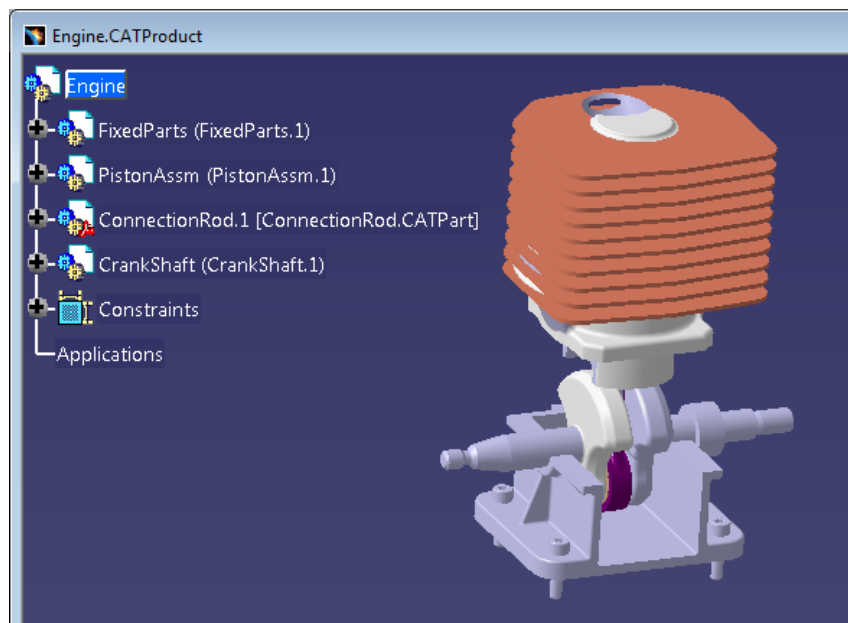 Engine.CATProduct
Engine
FixedParts (FixedParts.1)
PistonAssm (PistonAssm.1)
ConnectionRod.1 [ConnectionRod.CATPart]
CrankShaft (CrankShaft.1)
Constraints
Applications